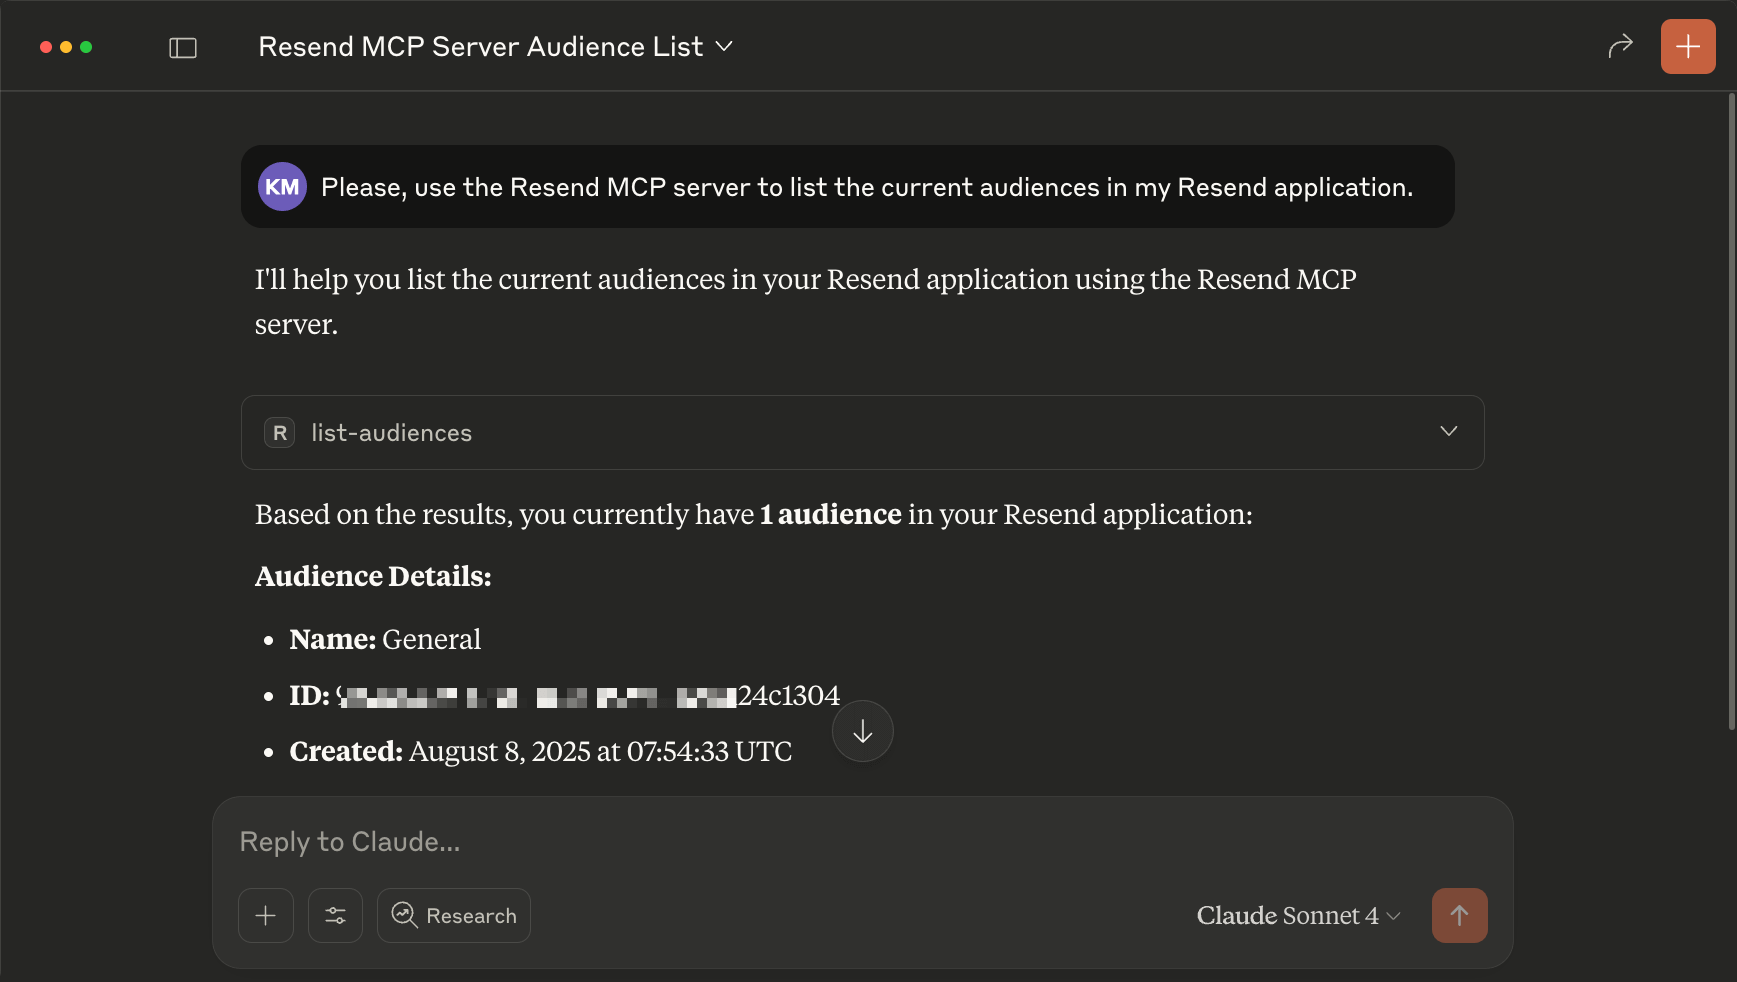 Resend MCP Server Audience List
KM Please, use the Resend MCP server to list the current audiences in my Resend application.
I'll help you list the current audiences in your Resend application using the Resend MCP
server.
R list-audiences
Based on the results, you currently have 1 audience in your Resend application:
Audience Details:
• Name: General
• ID: 24c1304
• Created: August 8, 2025 at 07:54:33 UTC
Reply to Claude...
Research
Claude Sonnet 4